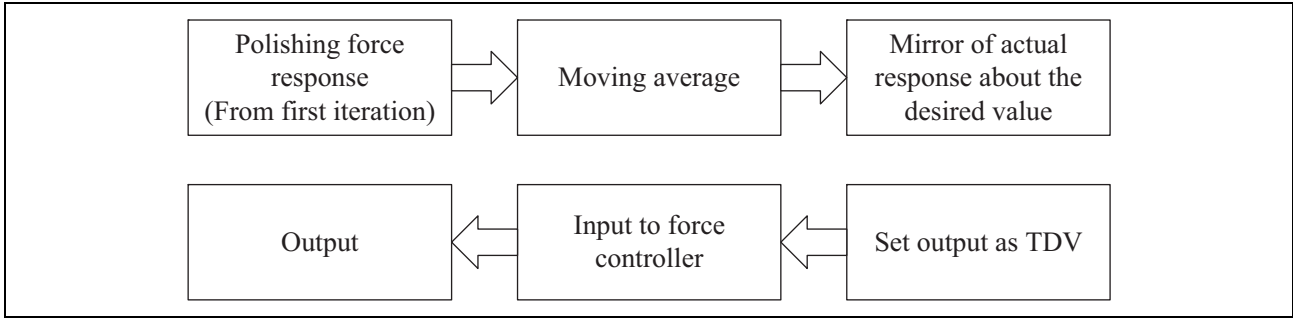 Polishing force
response
(From first iteration)
Moving average
Mirror of actual
response about the
desired value
Output
Input to force
controller
Set output as TDV